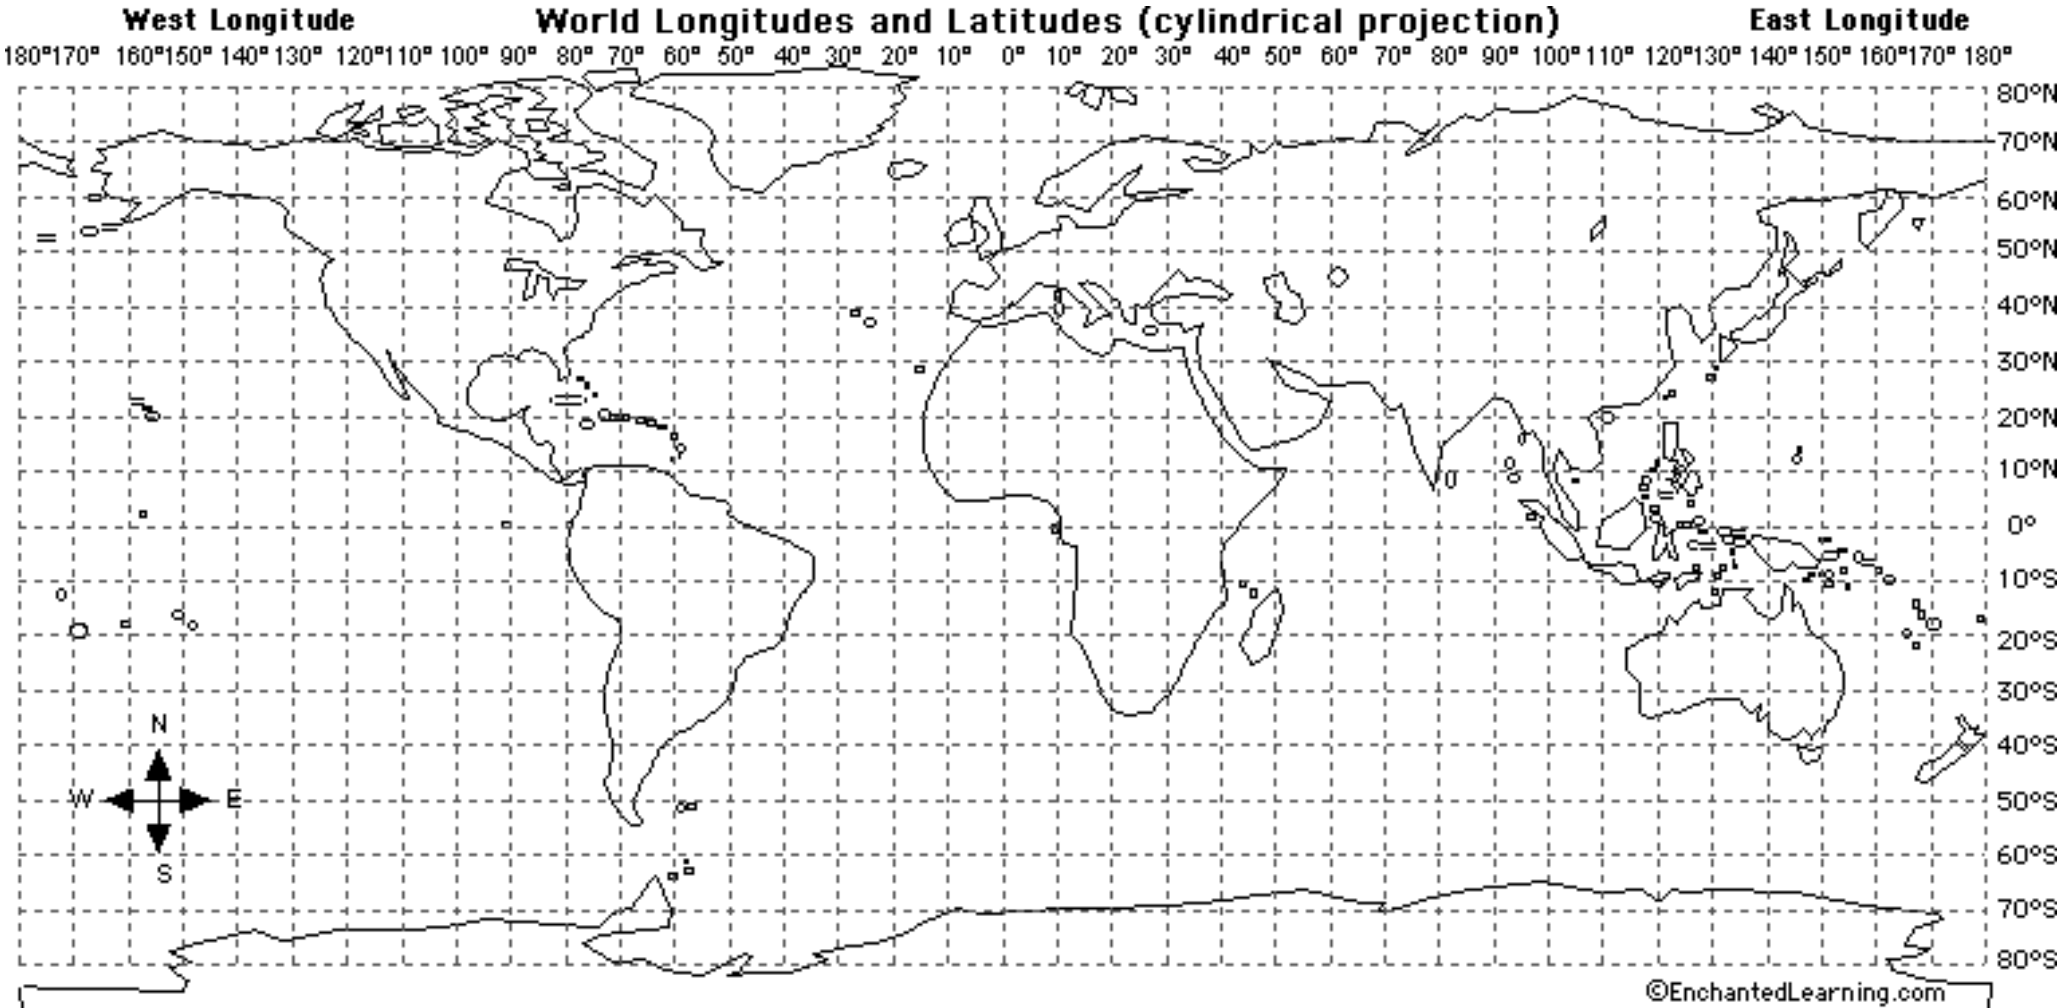 West Longitude World Longitudes and Latitudes (cylindrical projection) East Longitude
180° 170° 160° 150° 140° 130° 120° 110° 100° 90° 80° 70° 60° 50° 40° 30° 20° 10° 0° 10° 20° 30° 40° 50° 60° 70° 80° 90° 100° 110° 120° 130° 140° 150° 160° 170° 180°
80°N
70°N
60°N
50°N
40°N
30°N
20°N
10°N
0°
10°S
20°S
30°S
N
40°S
W E 50°S
60°S
S
70°S
80°S
©EnchantedLearning.com